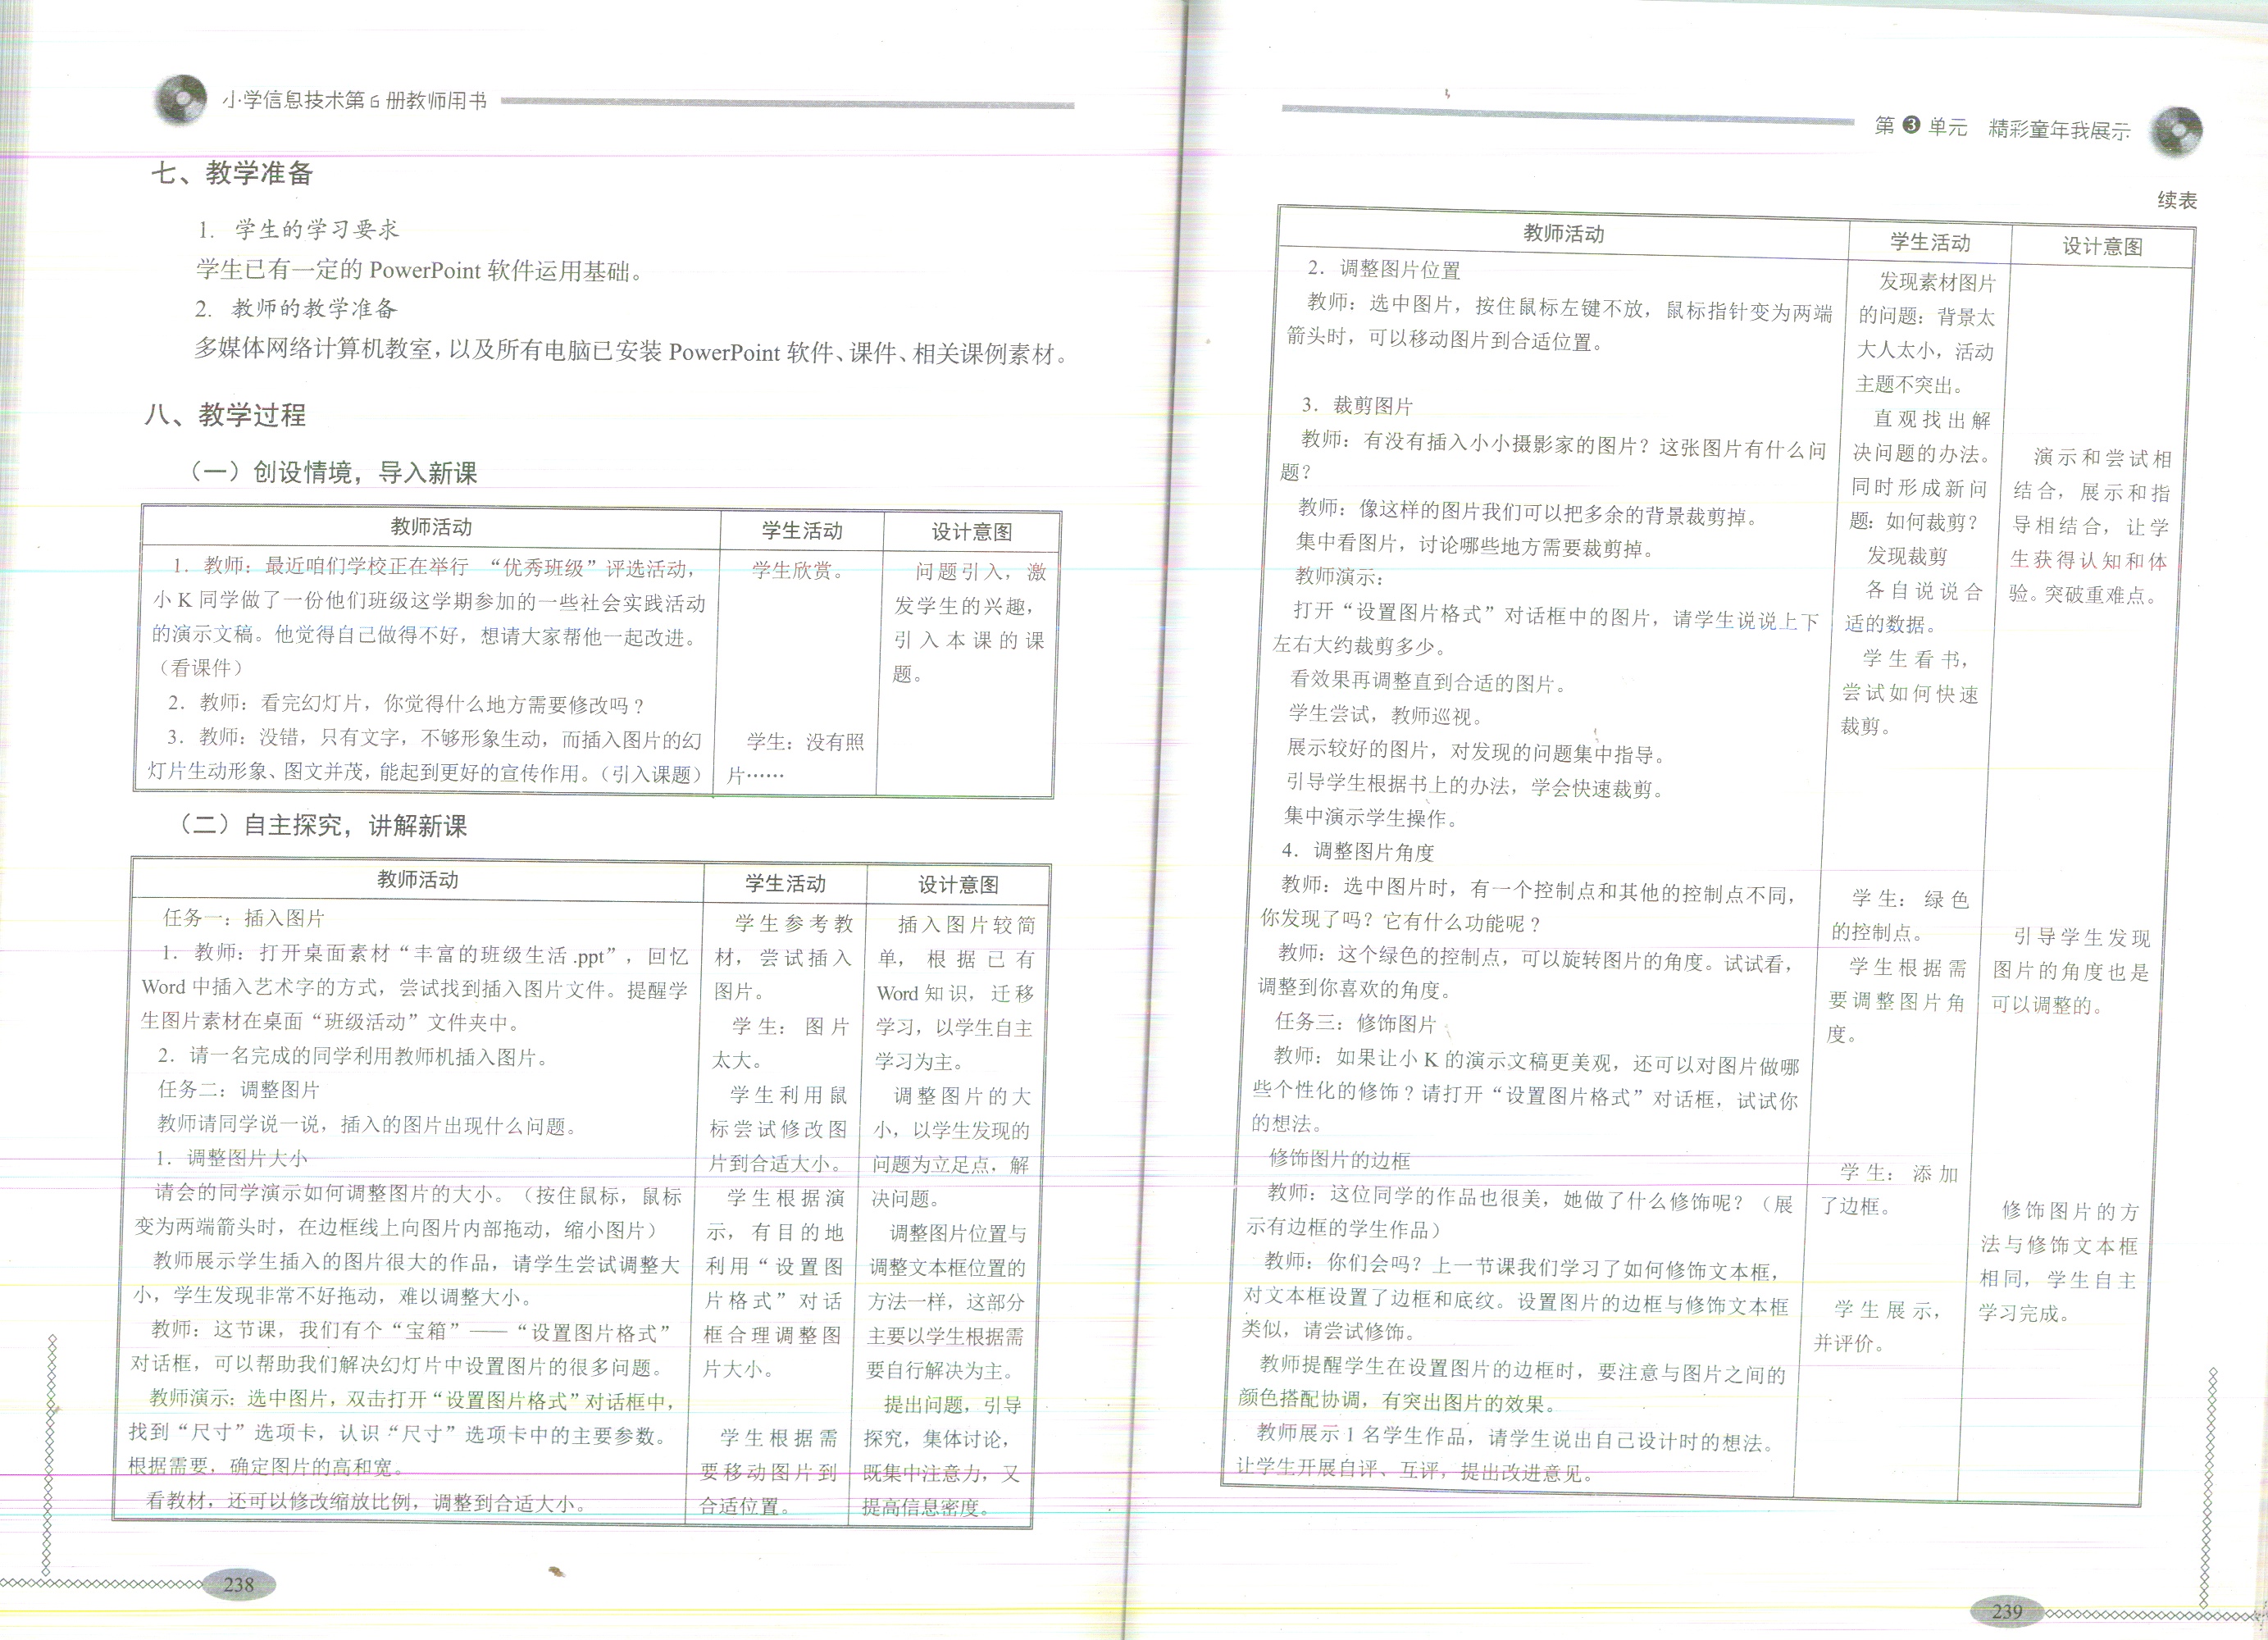 小学信息技术第6册教师用书
七、教学准备
1. 学生的学习要求
学生已有一定的 PowerPoint 软件运用基础。
2. 教师的教学准备
多媒体网络计算机教室，以及所有电脑已安装 PowerPoint 软件、课件、相关课例素材。
八、教学过程
（一）创设情境，导入新课
教师活动
1. 教师：最近咱们学校正在举行 “优秀班级”评选活动，
小 K 同学做了一份他们班级这学期参加的一些社会实践活动
的演示文稿。他觉得自己做得不好，想请大家帮他一起改进。
（看课件）
2. 教师：看完幻灯片，你觉得什么地方需要修改吗？
3. 教师：没错，只有文字，不够形象生动，而插入图片的幻
灯片生动形象、图文并茂，能起到更好的宣传作用。（引入课题）
学生活动
学生欣赏。
学生：没有照
片……
设计意图
问题引入，激
发学生的兴趣，
引入本课的课
题。
（二）自主探究，讲解新课
教师活动
任务一：插入图片
1. 教师：打开桌面素材“丰富的班级生活.ppt”，回忆
Word 中插入艺术字的方式，尝试找到插入图片文件。提醒学
生图片素材在桌面“班级活动”文件夹中。
2. 请一名完成的同学利用教师机插入图片。
任务二：调整图片
教师请同学说一说，插入的图片出现什么问题。
1. 调整图片大小
请会的同学演示如何调整图片的大小。（按住鼠标，鼠标
变为两端箭头时，在边框线上向图片内部拖动，缩小图片）
教师展示学生插入的图片很大的作品，请学生尝试调整大
小，学生发现非常不好拖动，难以调整大小。
教师：这节课，我们有个“宝箱”——“设置图片格式”
对话框，可以帮助我们解决幻灯片中设置图片的很多问题。
教师演示：选中图片，双击打开“设置图片格式”对话框中，
找到“尺寸”选项卡，认识“尺寸”选项卡中的主要参数。
根据需要，确定图片的高和宽。
看教材，还可以修改缩放比例，调整到合适大小。
学生活动
学生参考教
材，尝试插入
图片。
学生：图片
太大。
学生利用鼠
标尝试修改图
片到合适大小。
学生根据演
示，有目的地
利用“设置图
片格式”对话
框合理调整图
片大小。
学生根据需
要移动图片到
合适位置。
设计意图
插入图片较简
单，根据已有
Word 知识，迁移
学习，以学生自主
学习为主。
调整图片的大
小，以学生发现的
问题为立足点，解
决问题。
调整图片位置与
调整文本框位置的
方法一样，这部分
主要以学生根据需
要自行解决为主。
提出问题，引导
探究，集体讨论，
既集中注意力，又
提高信息密度。
238
第3单元 精彩童年我展示
续表
教师活动
2. 调整图片位置
教师：选中图片，按住鼠标左键不放，鼠标指针变为两端
箭头时，可以移动图片到合适位置。
3. 裁剪图片
教师：有没有插入小小摄影家的图片？这张图片有什么问
题？
教师：像这样的图片我们可以把多余的背景裁剪掉。
集中看图片，讨论哪些地方需要裁剪掉。
教师演示：
打开“设置图片格式”对话框中的图片，请学生说说上下
左右大约裁剪多少。
看效果再调整直到合适的图片。
学生尝试，教师巡视。
展示较好的图片，对发现的问题集中指导。
引导学生根据书上的办法，学会快速裁剪。
集中演示学生操作。
4. 调整图片角度
教师：选中图片时，有一个控制点和其他的控制点不同，
你发现了吗？它有什么功能呢？
教师：这个绿色的控制点，可以旋转图片的角度。试试看，
调整到你喜欢的角度。
任务三：修饰图片
教师：如果让小 K 的演示文稿更美观，还可以对图片做哪
些个性化的修饰？请打开“设置图片格式”对话框，试试你
的想法。
修饰图片的边框
教师：这位同学的作品也很美，她做了什么修饰呢？（展
示有边框的学生作品）
教师：你们会吗？上一节课我们学习了如何修饰文本框，
对文本框设置了边框和底纹。设置图片的边框与修饰文本框
类似，请尝试修饰。
教师提醒学生在设置图片的边框时，要注意与图片之间的
颜色搭配协调，有突出图片的效果。
教师展示 1 名学生作品，请学生说出自己设计时的想法。
让学生开展自评、互评，提出改进意见。
学生活动
发现素材图片
的问题：背景太
大人太小，活动
主题不突出。
直观找出解
决问题的办法。
同时形成新问
题：如何裁剪？
发现裁剪
各自说说合
适的数据。
学生看书，
尝试如何快速
裁剪。
学生：绿色
的控制点。
学生根据需
要调整图片角
度。
学生：添加
了边框。
学生展示，
并评价。
设计意图
演示和尝试相
结合，展示和指
导相结合，让学
生获得认知和体
验。突破重难点。
引导学生发现
图片的角度也是
可以调整的。
修饰图片的方
法与修饰文本框
相同，学生自主
学习完成。
239